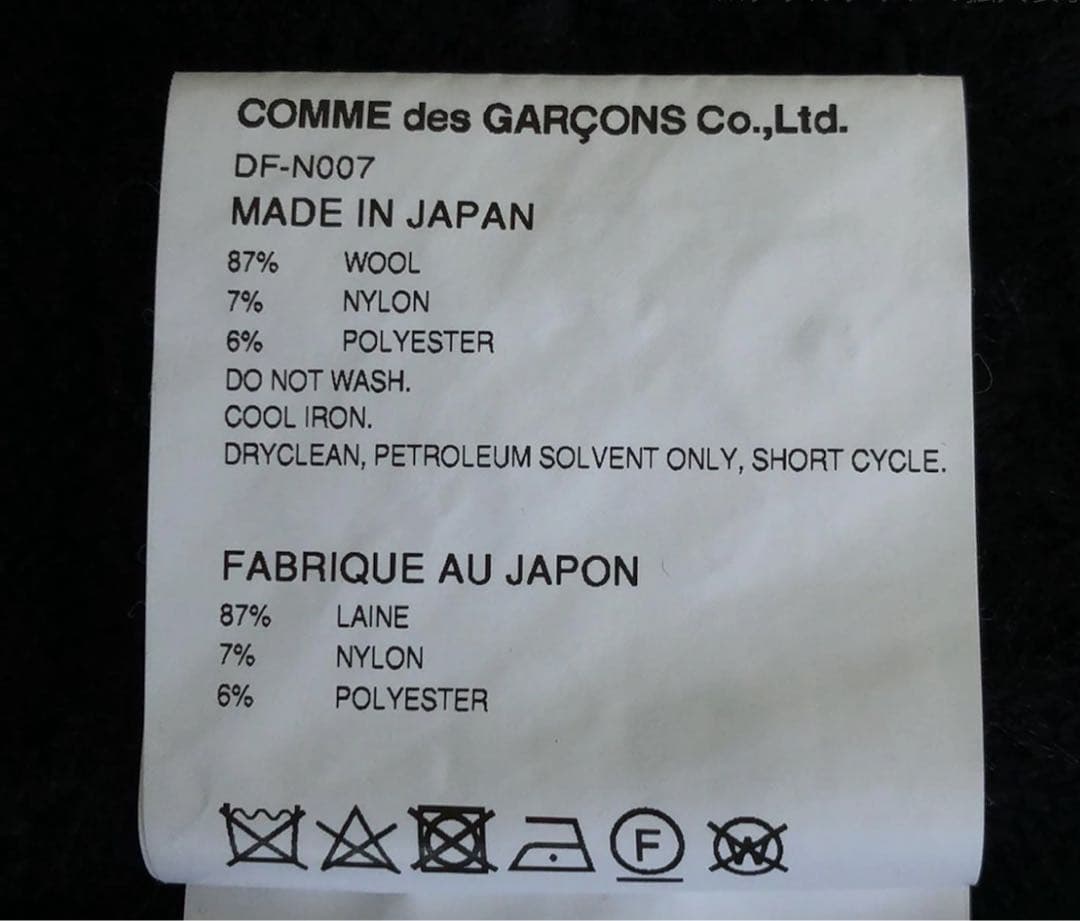 COMME des GARÇONS Co.,Ltd.
DF-N007
MADE IN JAPAN
87% WOOL
7% NYLON
6% POLYESTER
DO NOT WASH.
COOL IRON.
DRYCLEAN, PETROLEUM SOLVENT ONLY, SHORT CYCLE.
FABRIQUE AU JAPON
87% LAINE
7% NYLON
6% POLYESTER
F W